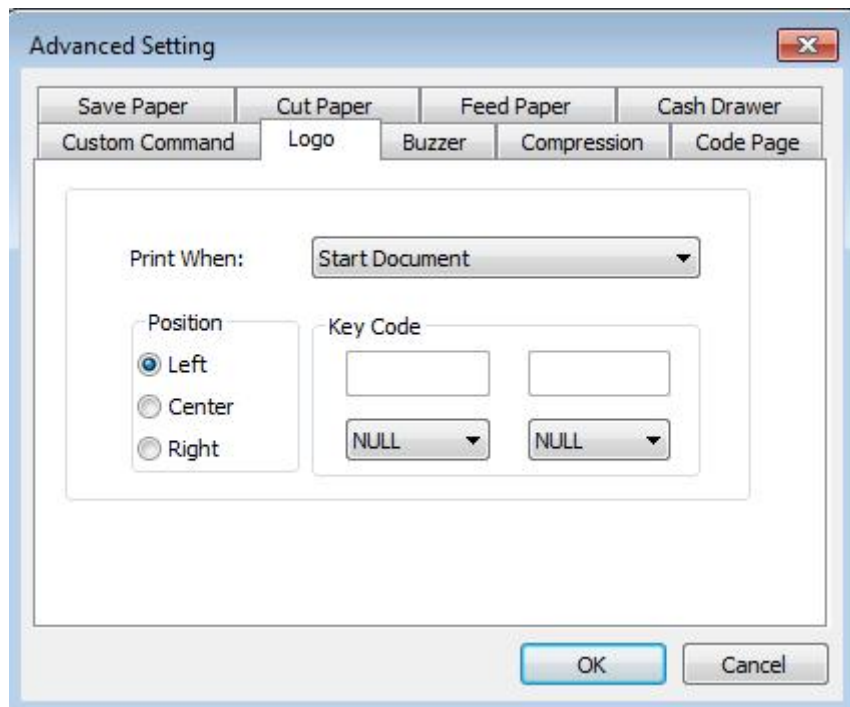 Advanced Setting
Save Paper Cut Paper Feed Paper Cash Drawer
Custom Command Logo Buzzer Compression Code Page
Print When: Start Document
Position Key Code
Left
Center
Right NULL NULL
OK Cancel